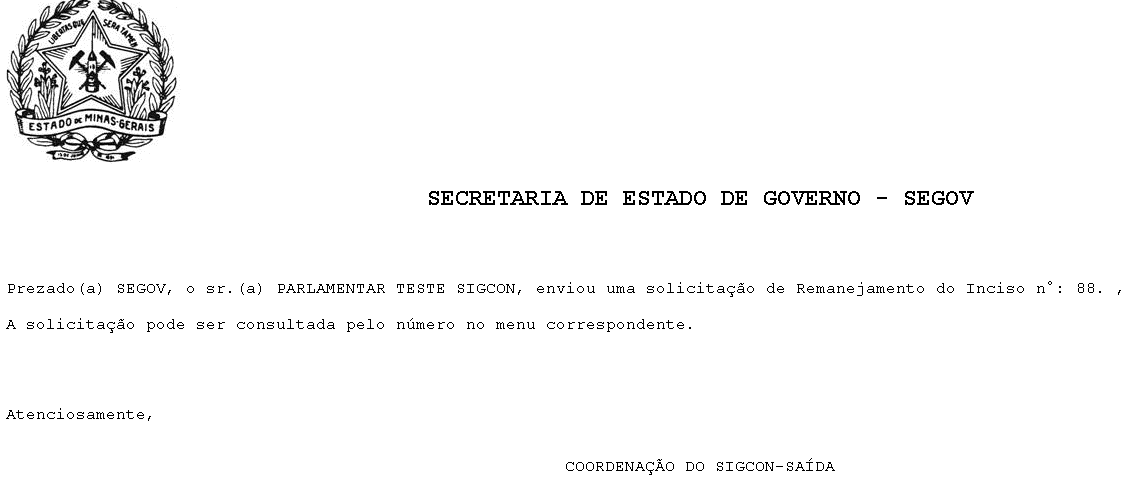 LIBERTAS QUE SERA TAMEN
ESTADO DE MINAS-GERAIS
SECRETARIA DE ESTADO DE GOVERNO - SEGOV
Prezado(a) SEGOV, o sr.(a) PARLAMENTAR TESTE SIGCON, enviou uma solicitação de Remanejamento do Inciso n°: 88. ,
A solicitação pode ser consultada pelo número no menu correspondente.
Atenciosamente,
COORDENAÇÃO DO SIGCON-SAÍDA